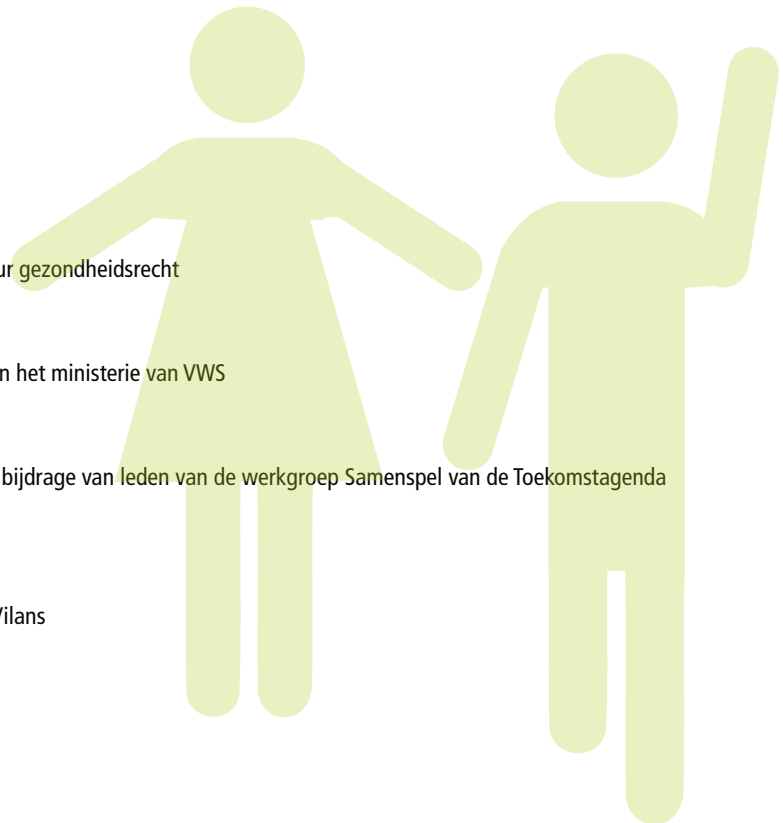 ur gezondheidsrecht
n het ministerie van VWS
bijdrage van leden van de werkgroep Samenspel van de Toekomstagenda
Vilans